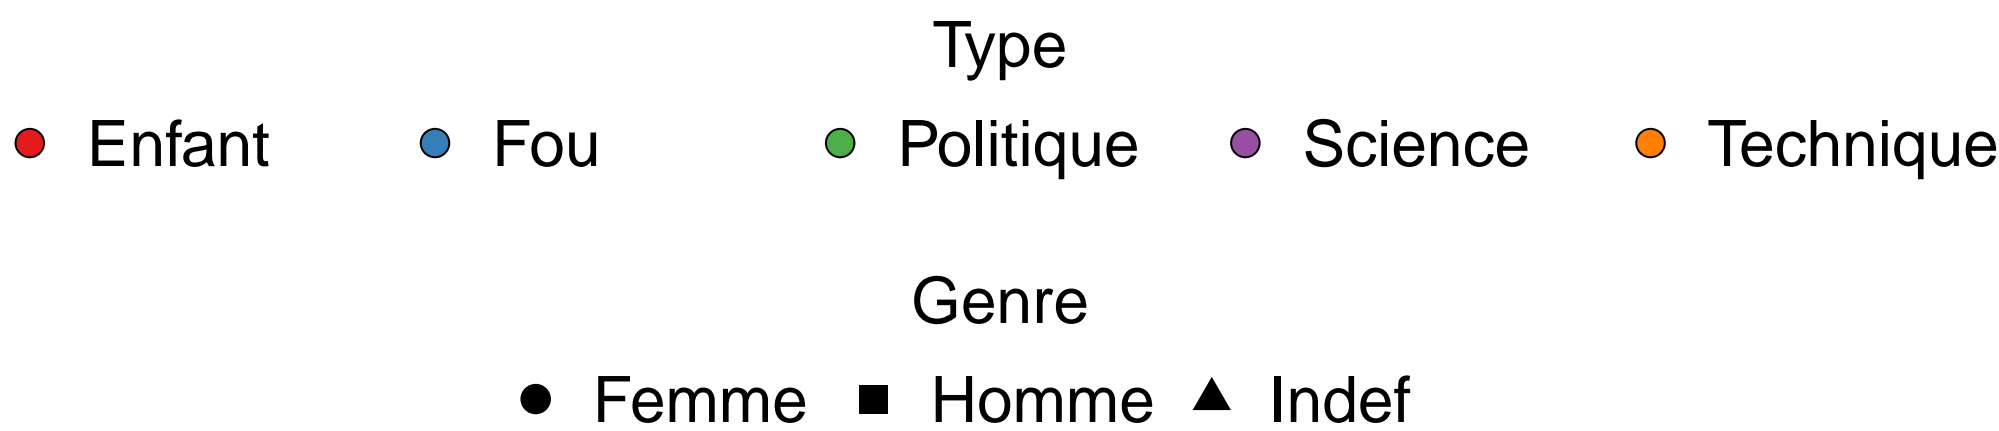 Type
Enfant Fou Politique Science Technique
Genre
Femme Homme Indef